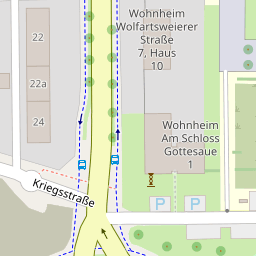 Wohnheim
Wolfartsweierer
Straße
7, Haus
10
22
22a
24
Wohnheim
Am Schloss
Gottesaue
1
Kriegsstraße
P
P